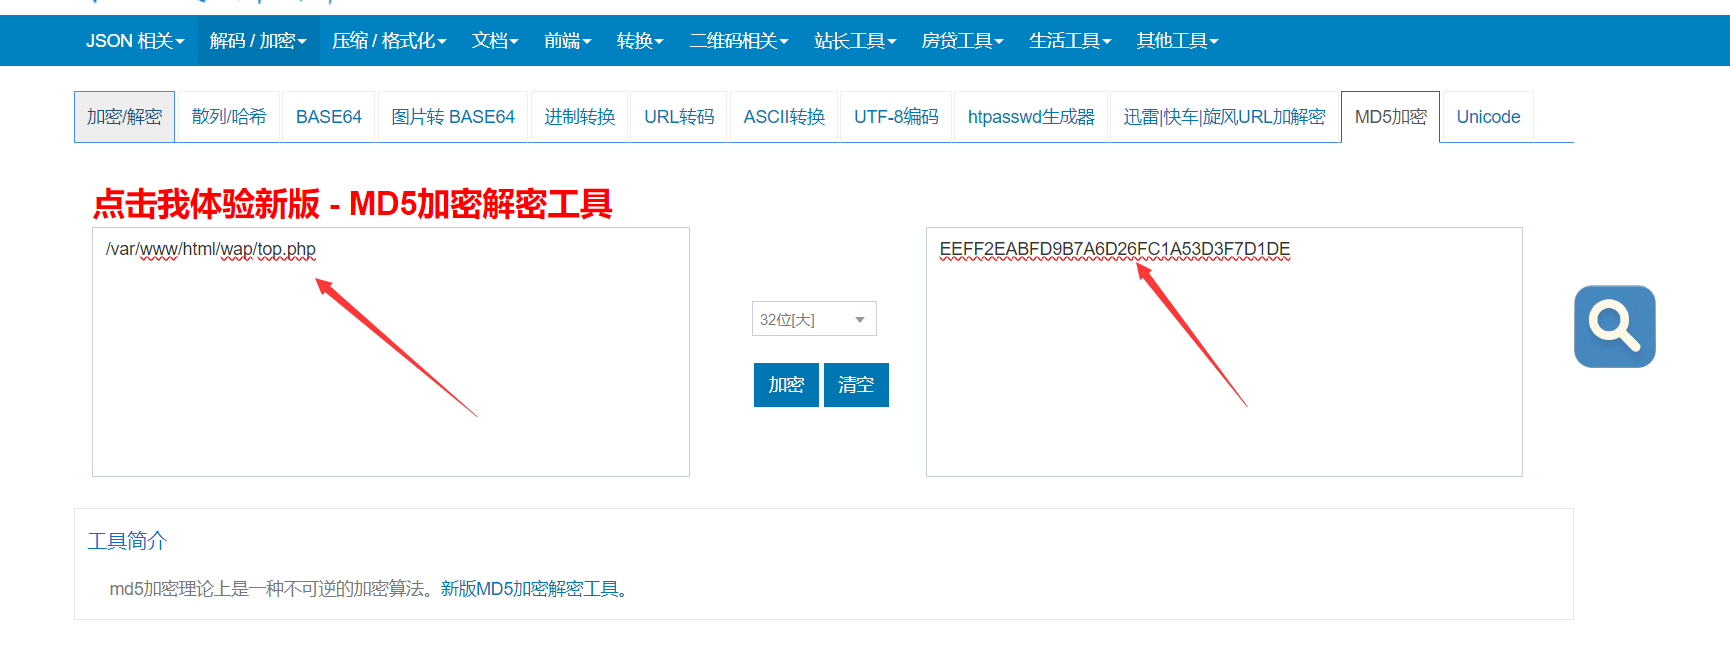 JSON 相关 解码 / 加密 压缩 / 格式化 文档 前端 转换 二维码相关 站长工具 房贷工具 生活工具 其他工具
加密/解密 散列/哈希 BASE64 图片转 BASE64 进制转换 URL转码 ASCII转换 UTF-8编码 htpasswd生成器 迅雷|快车|旋风URL加解密 MD5加密 Unicode
点击我体验新版 - MD5加密解密工具
/var/www/html/wap/top.php
EEFF2EABFD9B7A6D26FC1A53D3F7D1DE
32位[大]
加密 清空
工具简介
md5加密理论上是一种不可逆的加密算法。新版MD5加密解密工具。